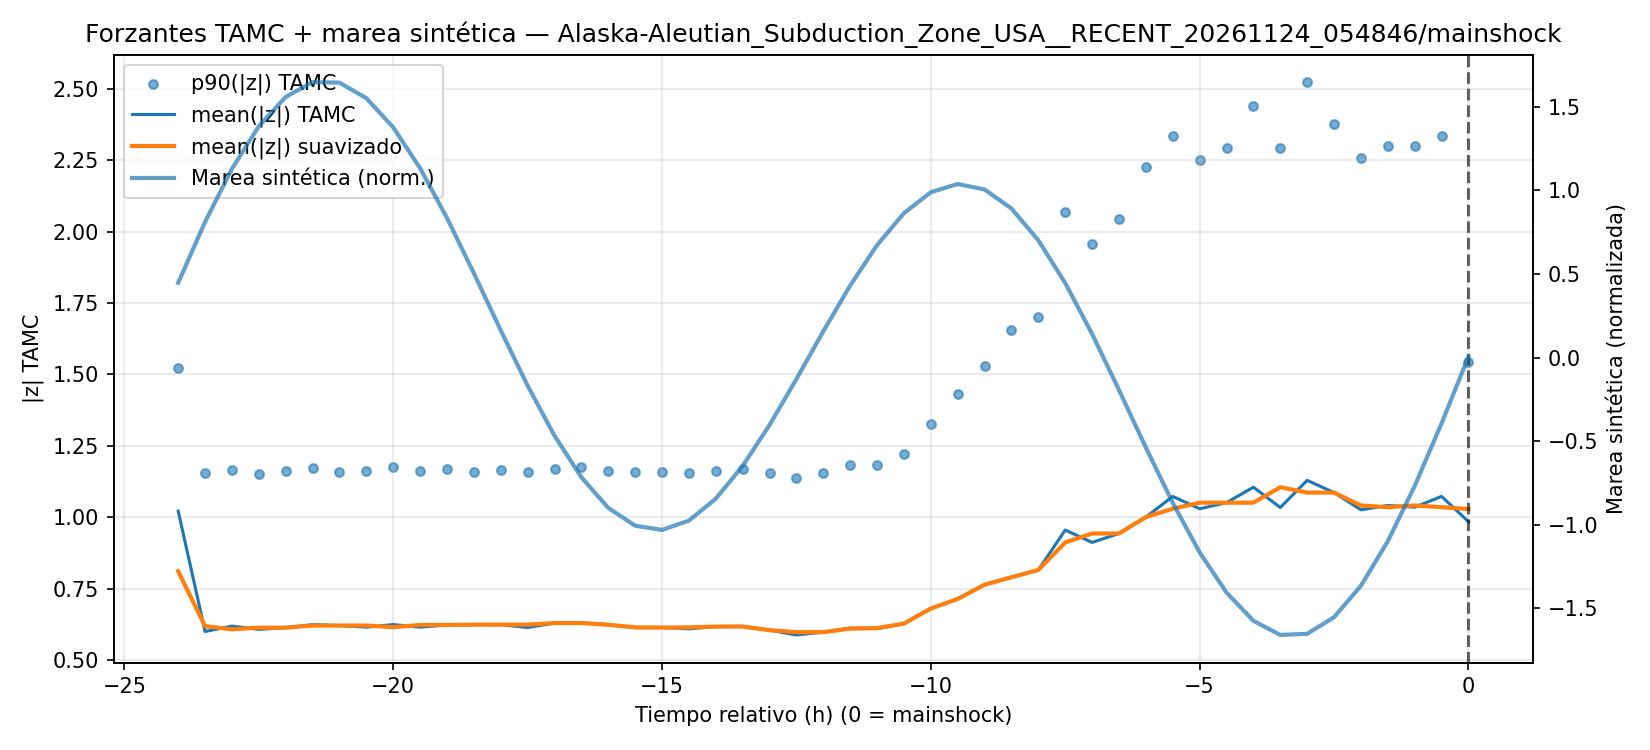 Forzantes TAMC + marea sintética — Alaska-Aleutian_Subduction_Zone_USA__RECENT_20261124_054846/mainshock
p90(|z|) TAMC
mean(|z|) TAMC
mean(|z|) suavizado
Marea sintética (norm.)
|z| TAMC
2.50
2.25
2.00
1.75
1.50
1.25
1.00
0.75
0.50
1.5
1.0
0.5
0.0
−0.5
−1.0
−1.5
Marea sintética (normalizada)
−25 −20 −15 −10 −5 0
Tiempo relativo (h) (0 = mainshock)